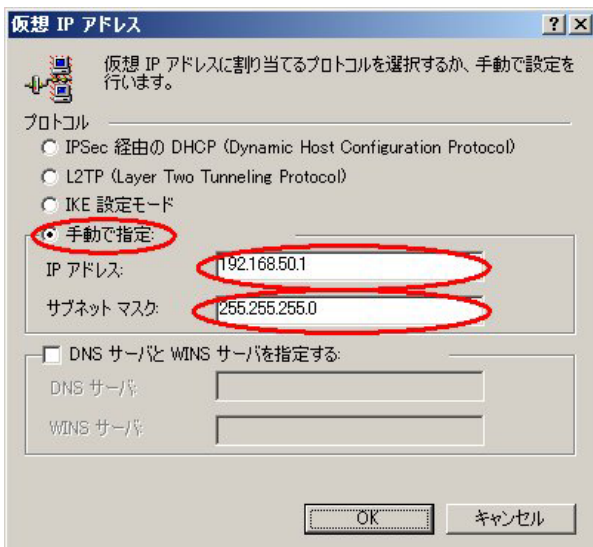 仮想 IP アドレス
仮想 IP アドレスに割り当てるプロトコルを選択するか、手動で設定を
行います。
プロトコル
IPSec 経由の DHCP (Dynamic Host Configuration Protocol)
L2TP (Layer Two Tunneling Protocol)
IKE 設定モード
手動で指定:
IP アドレス:
192.168.50.1
サブネット マスク:
255.255.255.0
DNS サーバと WINS サーバを指定する:
DNS サーバ:
WINS サーバ:
OK
キャンセル